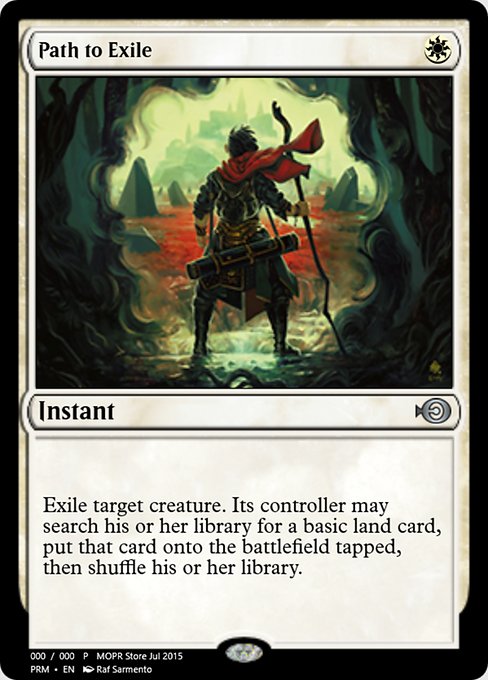 Path to Exile
Instant
Exile target creature. Its controller may
search his or her library for a basic land card,
put that card onto the battlefield tapped,
then shuffle his or her library.
000 / 000 P MOPR Store Jul 2015
PRM • EN Raf Sarmento